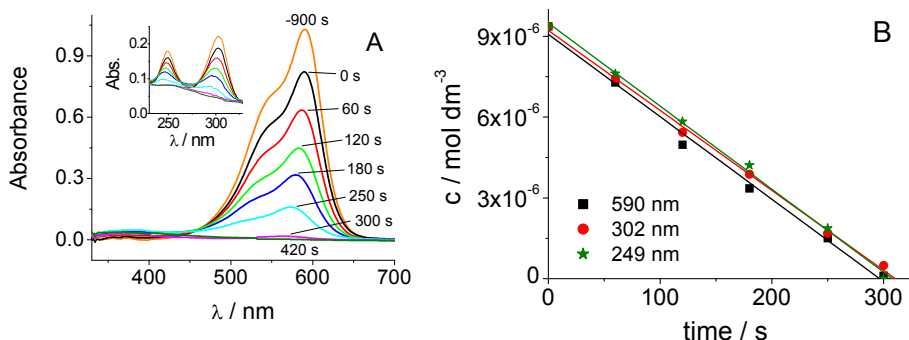 A
-900 s
0 s
60 s
120 s
180 s
250 s
300 s
420 s
1.0
0.9
0.6
0.3
0.0
Absorbance
400 500 600 700
λ / nm
0.2
0.1
0.0
Abs.
250 300
λ / nm
B
9x10⁻⁶
6x10⁻⁶
3x10⁻⁶
0
c / mol dm⁻³
590 nm
302 nm
249 nm
0 100 200 300
time / s